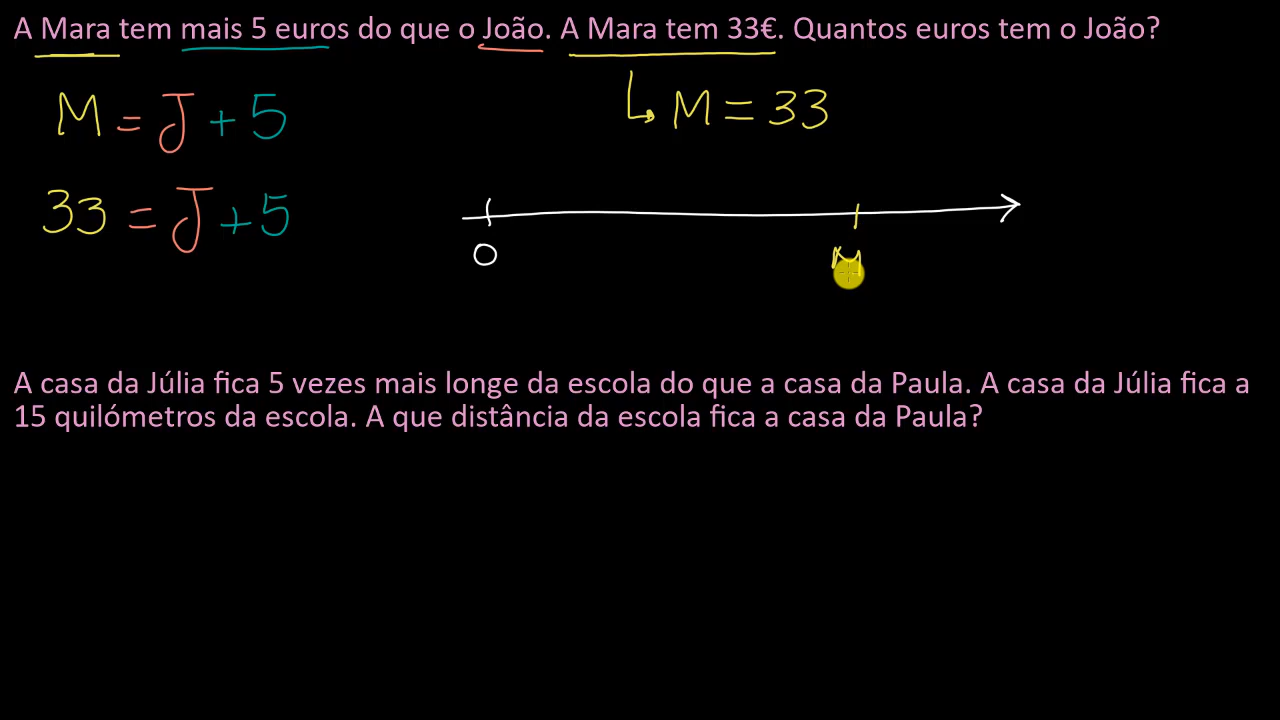 A Mara tem mais 5 euros do que o João. A Mara tem 33€. Quantos euros tem o João?
M = J + 5
M = 33
33 = J + 5
0
M
A casa da Júlia fica 5 vezes mais longe da escola do que a casa da Paula. A casa da Júlia fica a
15 quilómetros da escola. A que distância da escola fica a casa da Paula?